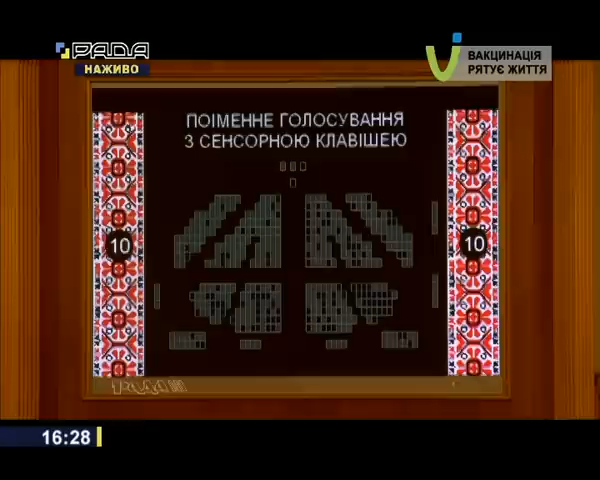 РАДА
НАЖИВО
ВАКЦИНАЦІЯ
РЯТУЄ ЖИТТЯ
ПОІМЕННЕ ГОЛОСУВАННЯ
З СЕНСОРНОЮ КЛАВІШЕЮ
10
10
РАДА
16:28